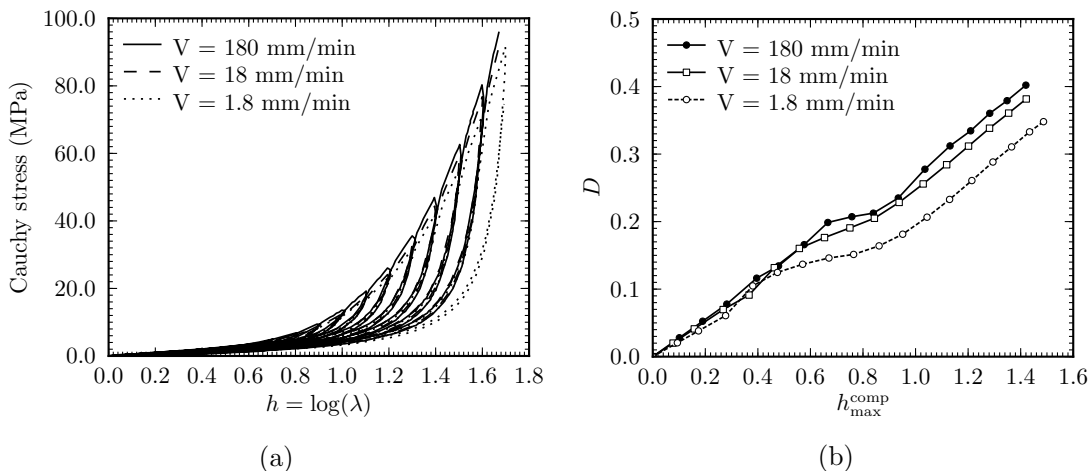 100.0
80.0
60.0
40.0
20.0
0.0
Cauchy stress (MPa)
V = 180 mm/min
V = 18 mm/min
V = 1.8 mm/min
0.0 0.2 0.4 0.6 0.8 1.0 1.2 1.4 1.6 1.8
h = log(λ)
(a)
0.5
0.4
0.3
0.2
0.1
0.0
D
V = 180 mm/min
V = 18 mm/min
V = 1.8 mm/min
0.0 0.2 0.4 0.6 0.8 1.0 1.2 1.4 1.6
h_max^comp
(b)